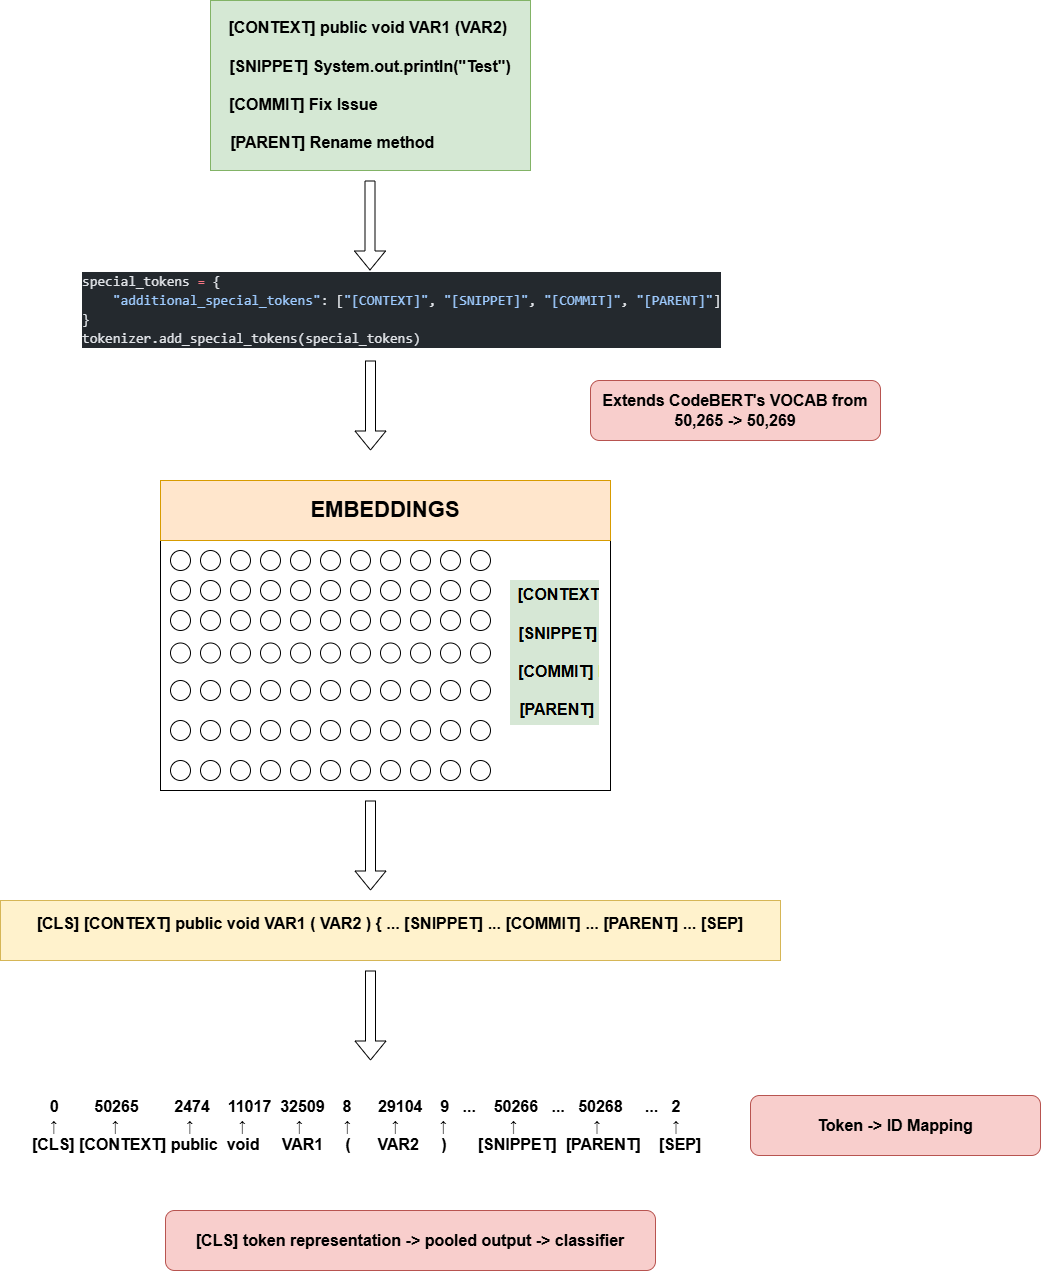 [CONTEXT] public void VAR1 (VAR2)
[SNIPPET] System.out.println("Test")
[COMMIT] Fix Issue
[PARENT] Rename method
special_tokens = {
"additional_special_tokens": ["[CONTEXT]", "[SNIPPET]", "[COMMIT]", "[PARENT]"]
}
tokenizer.add_special_tokens(special_tokens)
Extends CodeBERT's VOCAB from
50,265 -> 50,269
EMBEDDINGS
[CONTEXT
[SNIPPET]
[COMMIT]
[PARENT]
[CLS] [CONTEXT] public void VAR1 ( VAR2 ) { ... [SNIPPET] ... [COMMIT] ... [PARENT] ... [SEP]
0 50265 2474 11017 32509 8 29104 9 ... 50266 ... 50268 ... 2
[CLS] [CONTEXT] public void VAR1 ( VAR2 ) [SNIPPET] [PARENT] [SEP]
Token -> ID Mapping
[CLS] token representation -> pooled output -> classifier